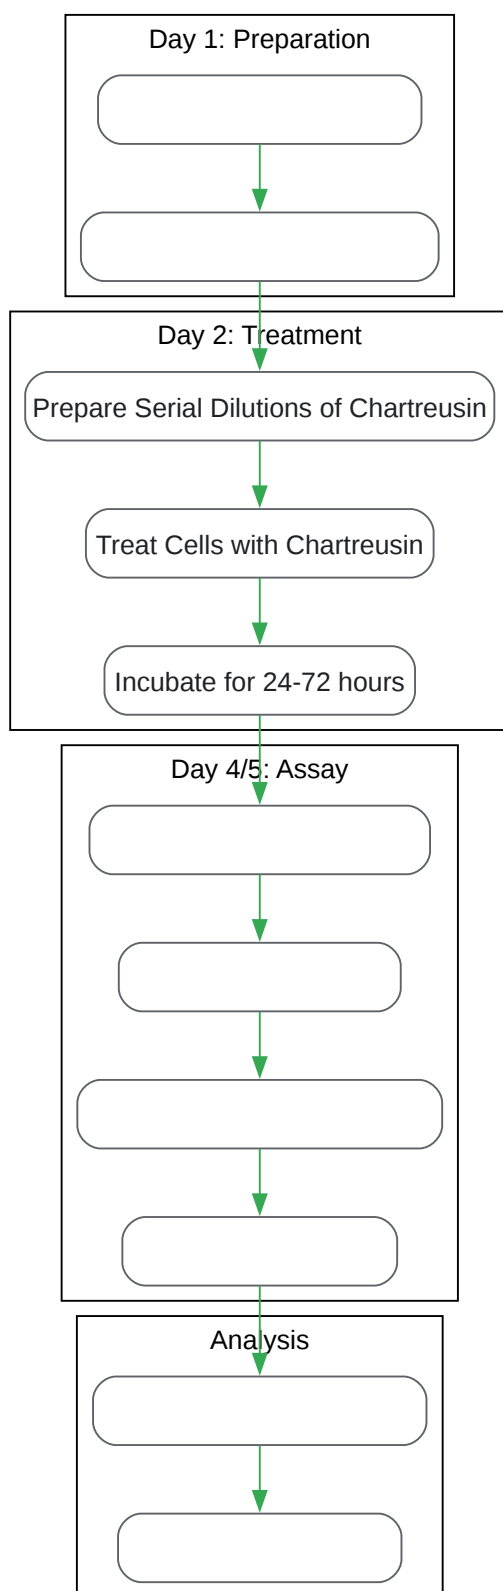 Day 1: Preparation
Day 2: Treatment
Prepare Serial Dilutions of Chartreusin
Treat Cells with Chartreusin
Incubate for 24-72 hours
Day 4/5: Assay
Analysis